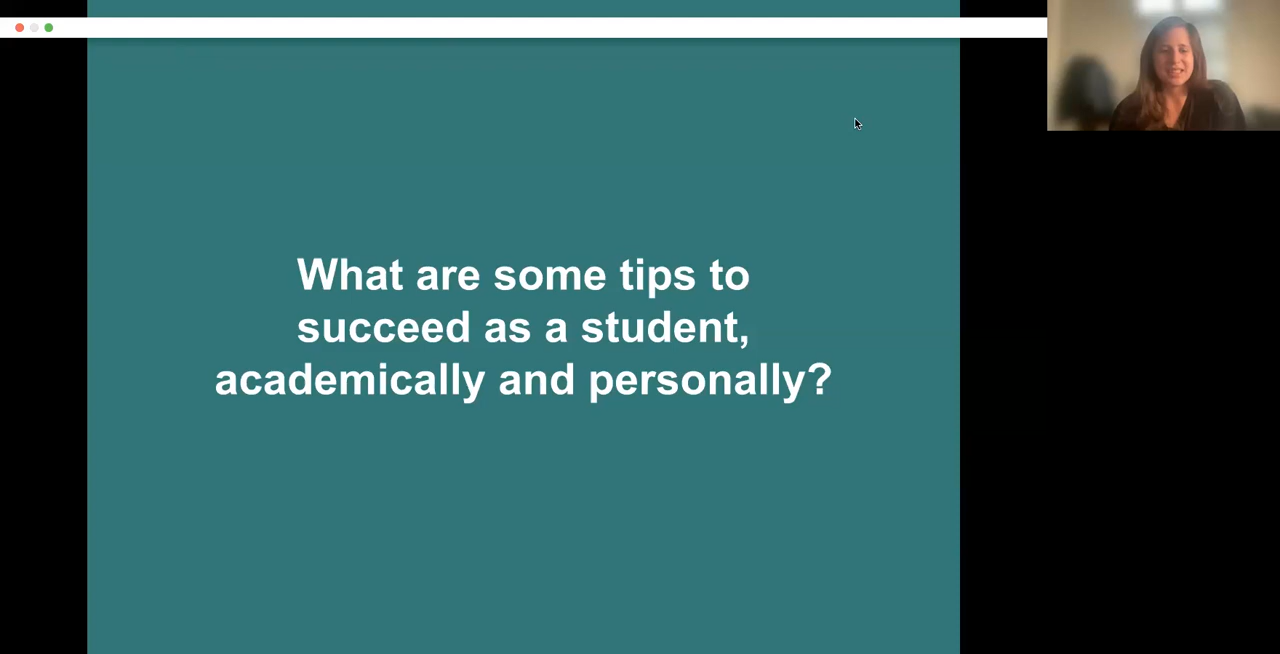 What are some tips to
succeed as a student,
academically and personally?